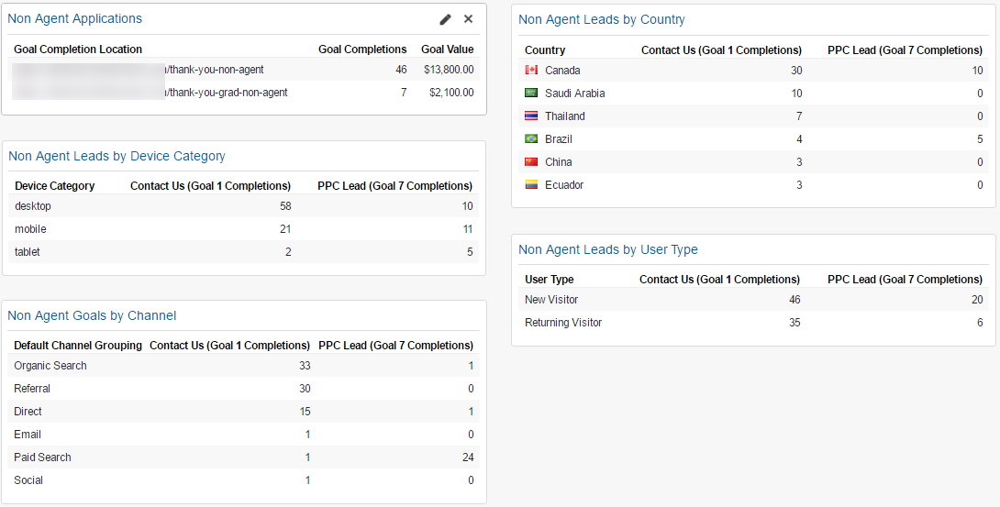 Non Agent Applications
Goal Completion Location Goal Completions Goal Value
/thank-you-non-agent 46 $13,800.00
/thank-you-grad-non-agent 7 $2,100.00
Non Agent Leads by Device Category
Device Category Contact Us (Goal 1 Completions) PPC Lead (Goal 7 Completions)
desktop 58 10
mobile 21 11
tablet 2 5
Non Agent Goals by Channel
Default Channel Grouping Contact Us (Goal 1 Completions) PPC Lead (Goal 7 Completions)
Organic Search 33 1
Referral 30 0
Direct 15 1
Email 1 0
Paid Search 1 24
Social 1 0
Non Agent Leads by Country
Country Contact Us (Goal 1 Completions) PPC Lead (Goal 7 Completions)
Canada 30 10
Saudi Arabia 10 0
Thailand 7 0
Brazil 4 5
China 3 0
Ecuador 3 0
Non Agent Leads by User Type
User Type Contact Us (Goal 1 Completions) PPC Lead (Goal 7 Completions)
New Visitor 46 20
Returning Visitor 35 6